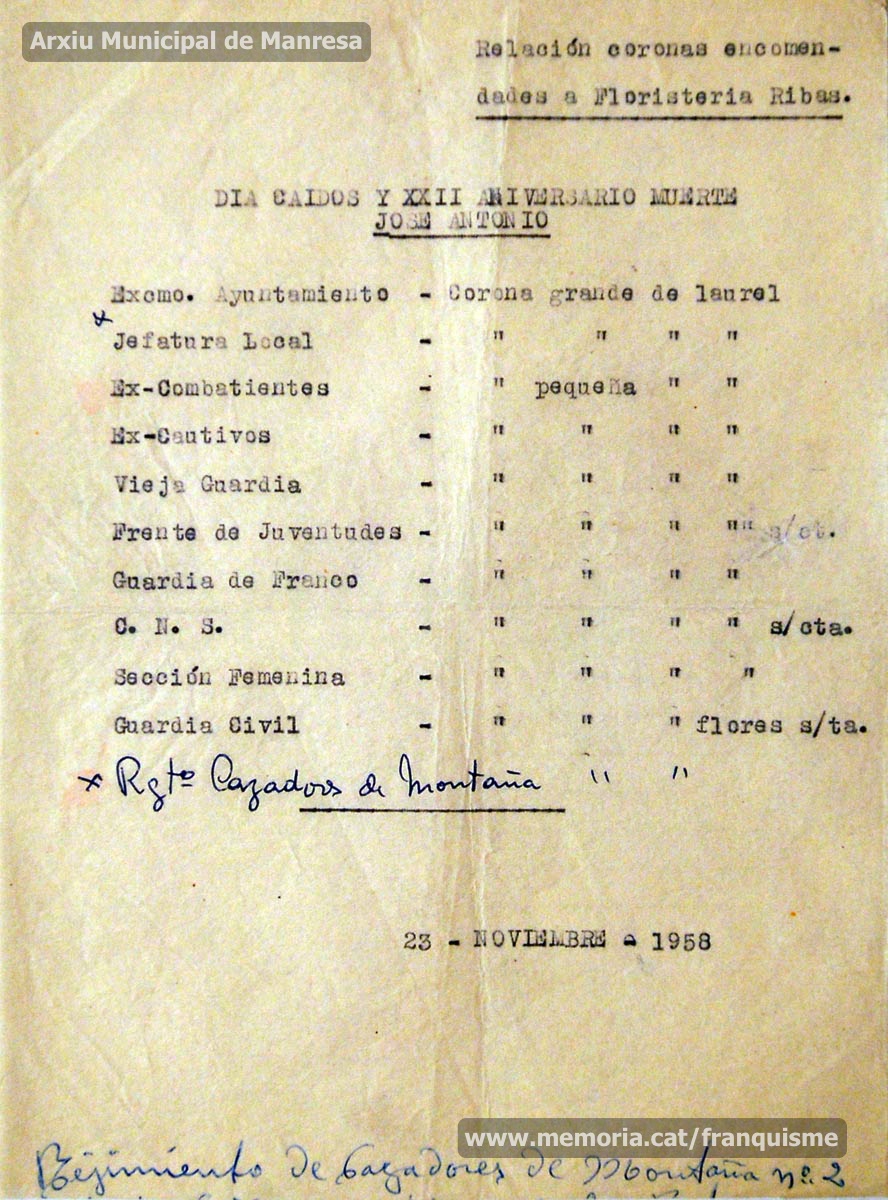 Arxiu Municipal de Manresa
Relación coronas encomen-
dades a Floristeria Ribas.
DIA CAIDOS Y XXII ANIVERSARIO MUERTE
JOSE ANTONIO
Excmo. Ayuntamiento - Corona grande de laurel
x Jefatura Local - " " " "
Ex-Combatientes - " pequeña " "
Ex-Cautivos - " " " "
Vieja Guardia - " " " "
Frente de Juventudes - " " " "" s/ct.
Guardia de Franco - " " " "
C. N. S. - " " " " s/cta.
Sección Femenina - " " " "
Guardia Civil - " " " flores s/ta.
x Rgtº Cazadores de Montaña " "
23 - NOVIEMBRE - 1958
www.memoria.cat/franquisme
Rejimiento de Cazadores de Montaña nº. 2